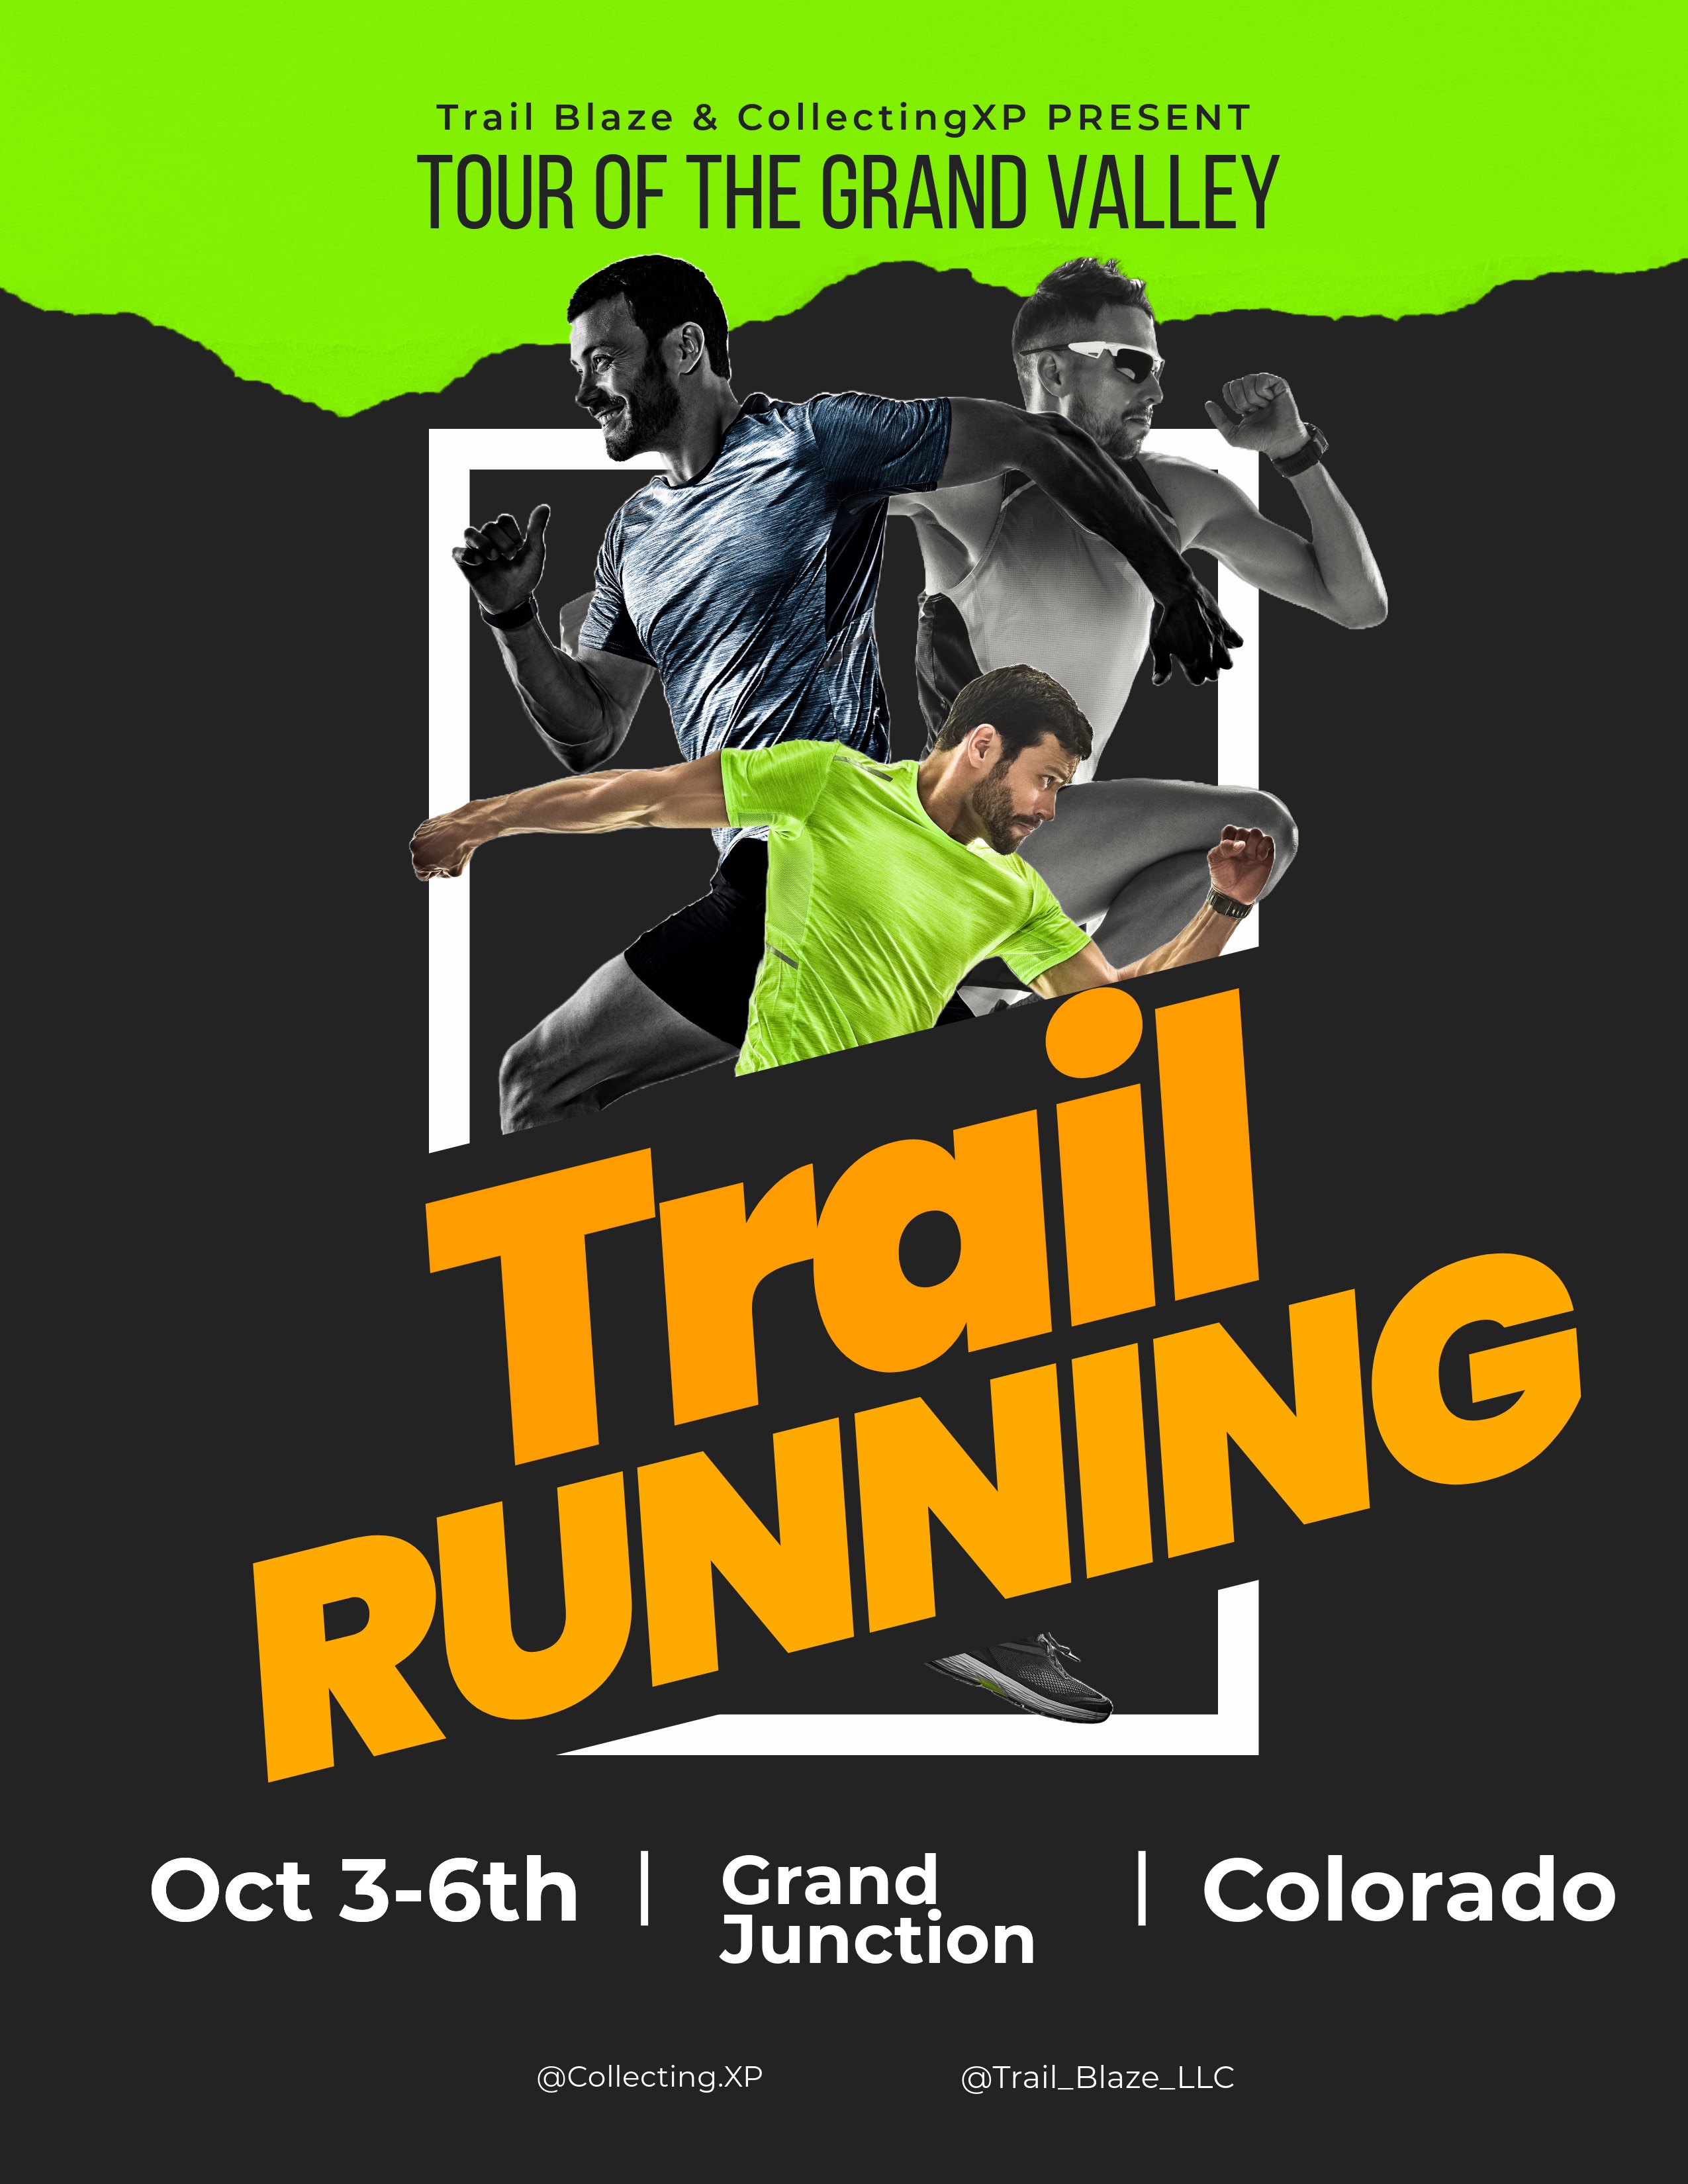 Trail Blaze & CollectingXP PRESENT
TOUR OF THE GRAND VALLEY
Trail
RUNNING
Oct 3-6th | Grand Junction | Colorado
@Collecting.XP @Trail_Blaze_LLC